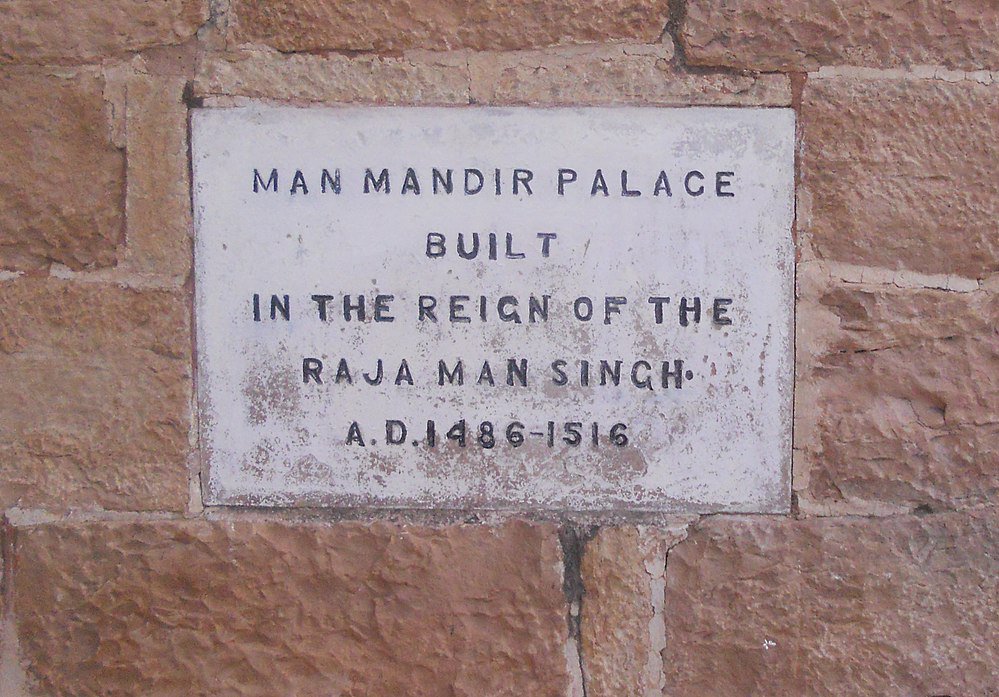 MAN MANDIR PALACE
BUILT
IN THE REIGN OF THE
RAJA MAN SINGH.
A.D. 1486-1516